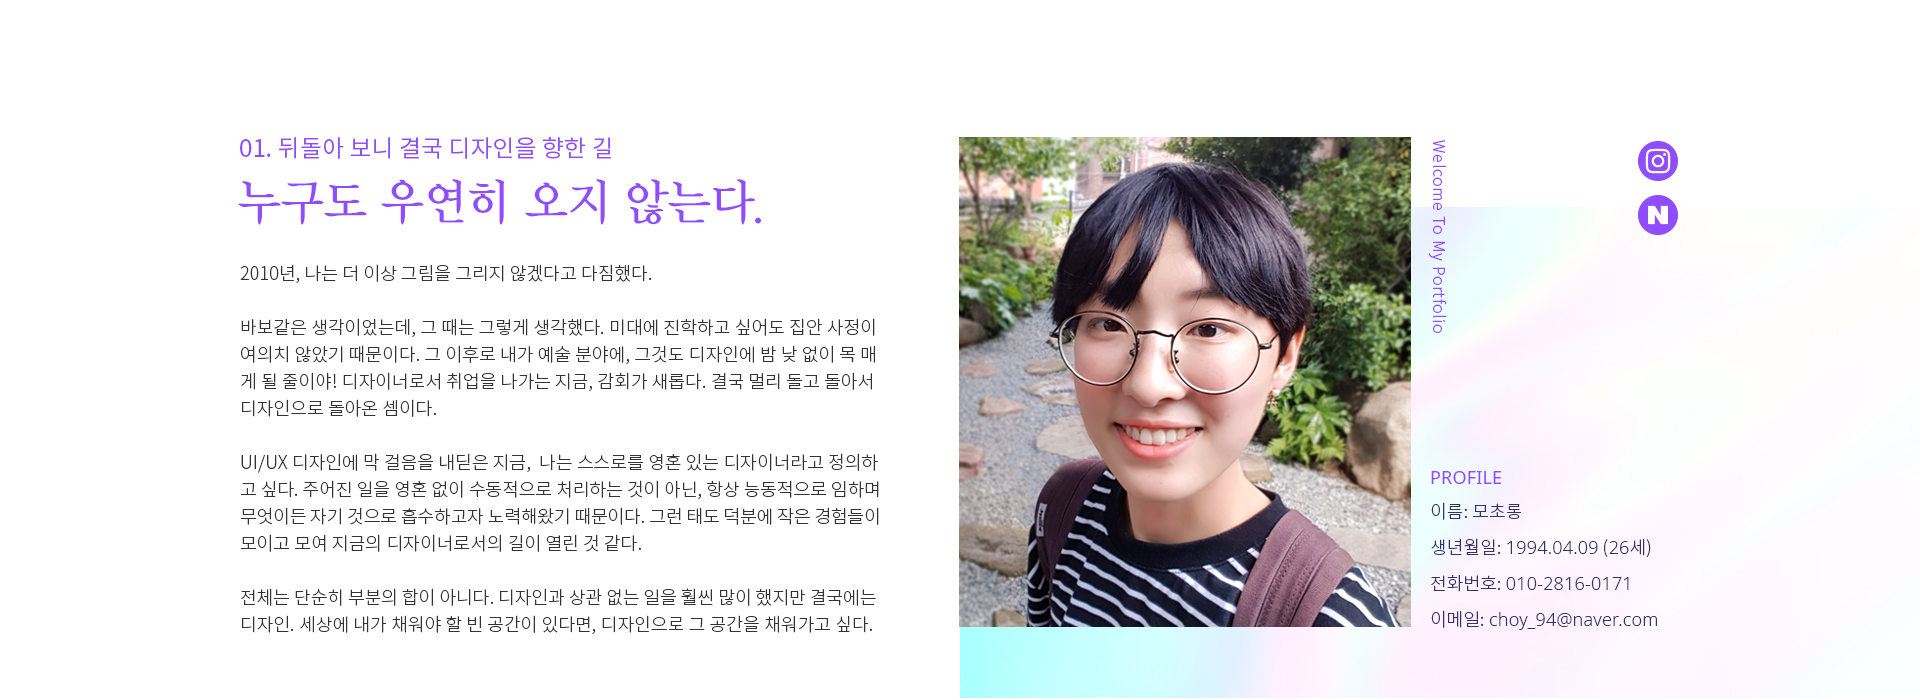 01. 뒤돌아 보니 결국 디자인을 향한 길
누구도 우연히 오지 않는다.
2010년, 나는 더 이상 그림을 그리지 않겠다고 다짐했다.
바보같은 생각이었는데, 그 때는 그렇게 생각했다. 미대에 진학하고 싶어도 집안 사정이
여의치 않았기 때문이다. 그 이후로 내가 예술 분야에, 그것도 디자인에 밤 낮 없이 목 매
게 될 줄이야! 디자이너로서 취업을 나가는 지금, 감회가 새롭다. 결국 멀리 돌고 돌아서
디자인으로 돌아온 셈이다.
UI/UX 디자인에 막 걸음을 내딛은 지금, 나는 스스로를 영혼 있는 디자이너라고 정의하
고 싶다. 주어진 일을 영혼 없이 수동적으로 처리하는 것이 아닌, 항상 능동적으로 임하며
무엇이든 자기 것으로 흡수하고자 노력해왔기 때문이다. 그런 태도 덕분에 작은 경험들이
모이고 모여 지금의 디자이너로서의 길이 열린 것 같다.
전체는 단순히 부분의 합이 아니다. 디자인과 상관 없는 일을 훨씬 많이 했지만 결국에는
디자인. 세상에 내가 채워야 할 빈 공간이 있다면, 디자인으로 그 공간을 채워가고 싶다.
Welcome To My Portfolio
N
PROFILE
이름: 모초롱
생년월일: 1994.04.09 (26세)
전화번호: 010-2816-0171
이메일: choy_94@naver.com